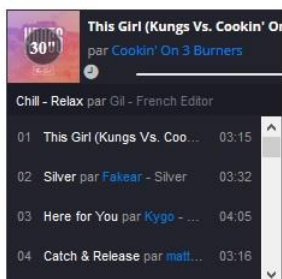 30"
This Girl (Kungs Vs. Cookin' O
par Cookin' On 3 Burners
Chill - Relax par Gil - French Editor
01 This Girl (Kungs Vs. Coo... 03:15
02 Silver par Fakear - Silver 03:32
03 Here for You par Kygo - ... 04:05
04 Catch & Release par matt... 03:16